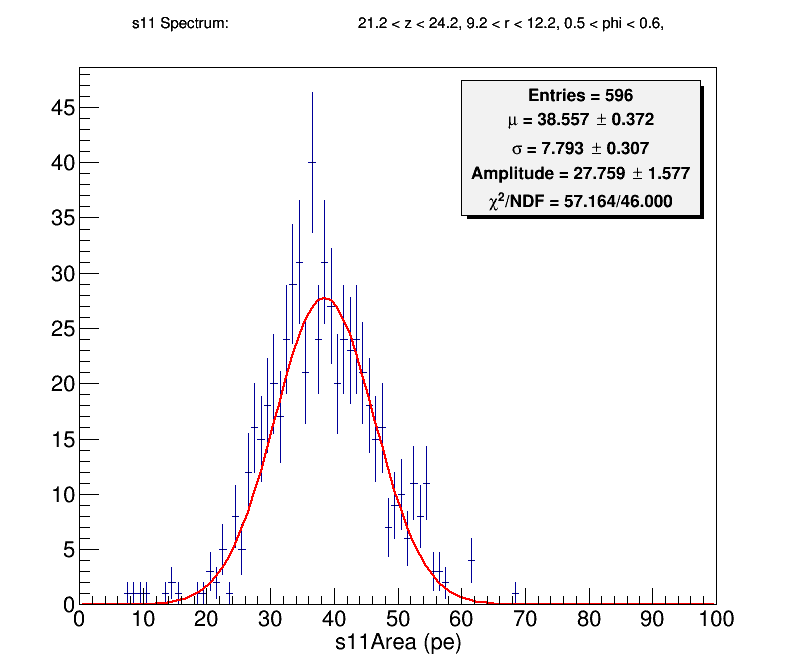 s11 Spectrum: 21.2 < z < 24.2, 9.2 < r < 12.2, 0.5 < phi < 0.6,
Entries = 596
μ = 38.557 ± 0.372
σ = 7.793 ± 0.307
Amplitude = 27.759 ± 1.577
χ²/NDF = 57.164/46.000
45
40
35
30
25
20
15
10
5
0
0 10 20 30 40 50 60 70 80 90 100
s11Area (pe)